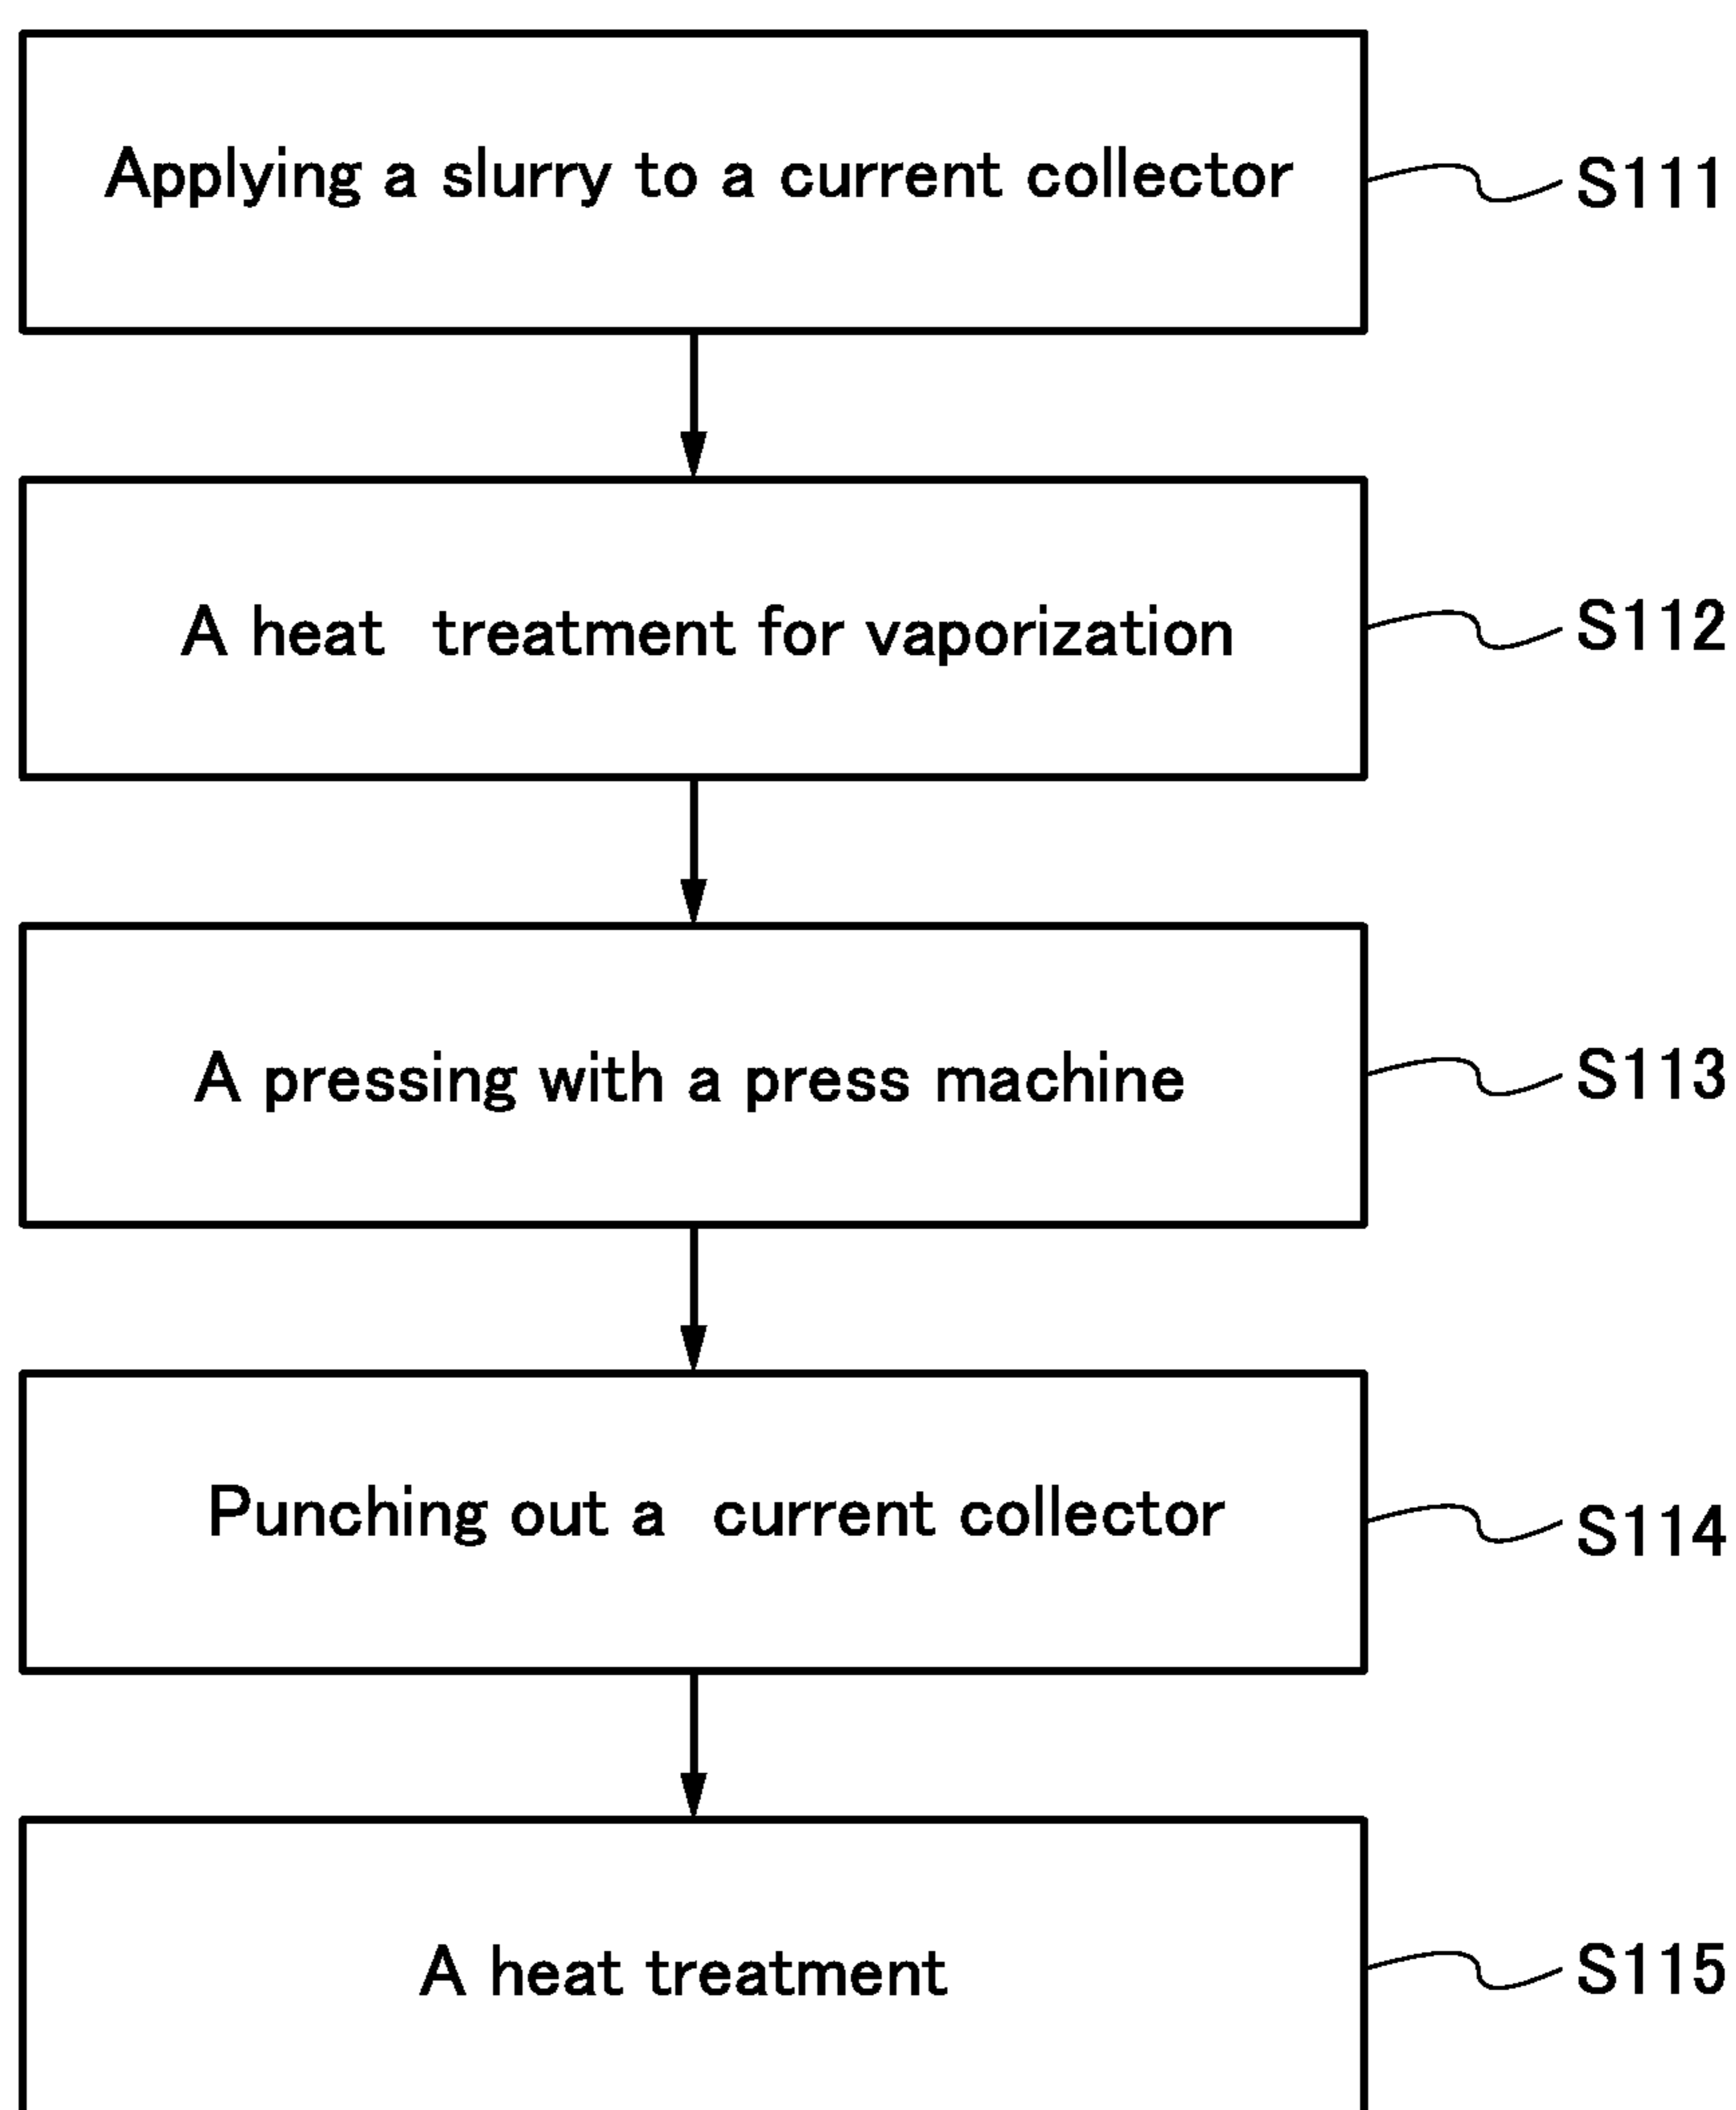 Applying a slurry to a current collector
S111
A heat treatment for vaporization
S112
A pressing with a press machine
S113
Punching out a current collector
S114
A heat treatment
S115